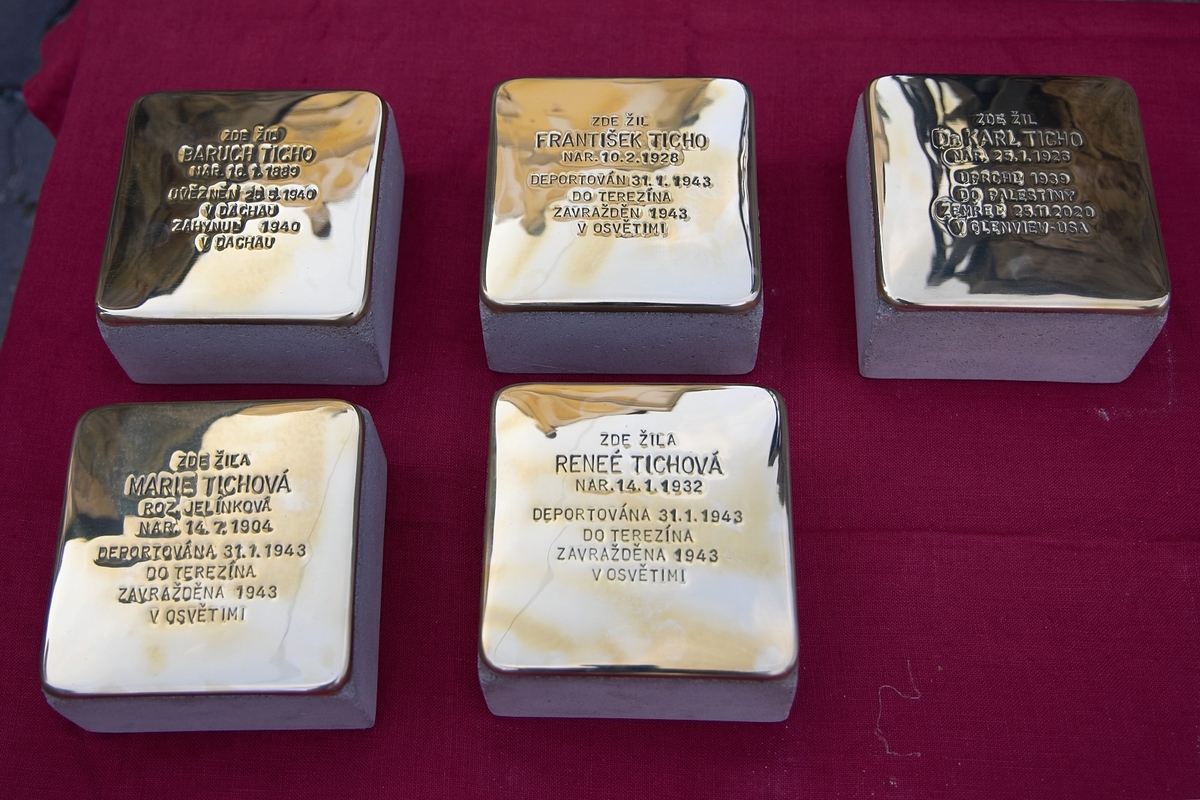 ZDE ŽIL
BARUCH TICHO
NAR. 16.1.1889
UVĚZNĚN 25.5.1940
V DACHAU
ZAHYNUL 1940
V DACHAU
ZDE ŽIL
FRANTIŠEK TICHO
NAR. 10.2.1928
DEPORTOVÁN 31.1.1943
DO TEREZÍNA
ZAVRAŽDĚN 1943
V OSVĚTIMI
ZDE ŽIL
Dr. KARL TICHO
NAR. 25.1.1926
UPRCHL 1939
DO PALESTINY
ZEMŘEL 25.11.2020
V GLENVIEW-USA
ZDE ŽILA
MARIE TICHOVÁ
ROZ. JELÍNKOVÁ
NAR. 14.7.1904
DEPORTOVÁNA 31.1.1943
DO TEREZÍNA
ZAVRAŽDĚNA 1943
V OSVĚTIMI
ZDE ŽILA
RENEÉ TICHOVÁ
NAR. 14.1.1932
DEPORTOVÁNA 31.1.1943
DO TEREZÍNA
ZAVRAŽDĚNA 1943
V OSVĚTIMI